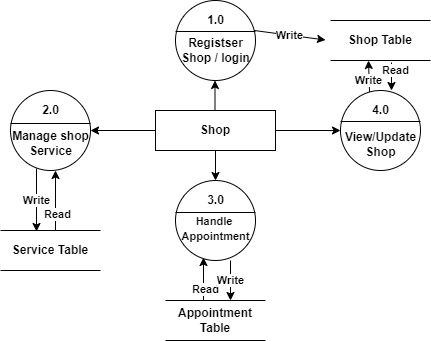 1.0
Registser
Shop / login
Write
Shop Table
Write
Read
2.0
Manage shop
Service
Shop
4.0
View/Update
Shop
Write
Read
3.0
Handle
Appointment
Service Table
Read
Write
Appointment
Table